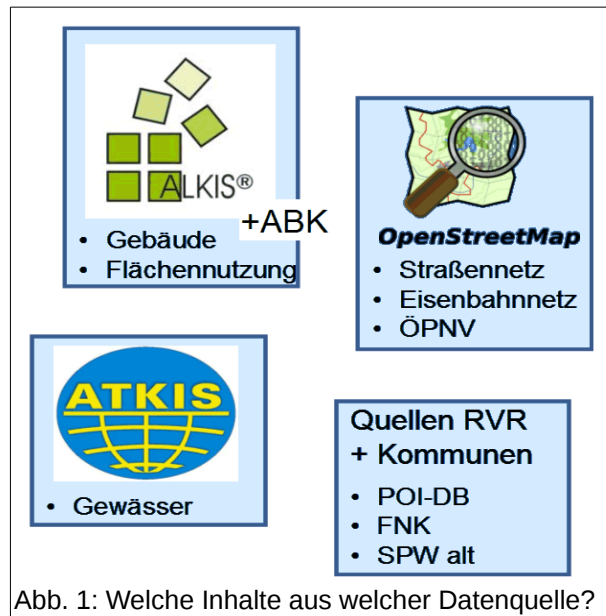 ALKIS®
+ABK
• Gebäude
• Flächennutzung
OpenStreetMap
• Straßennetz
• Eisenbahnnetz
• ÖPNV
ATKIS
• Gewässer
Quellen RVR
+ Kommunen
• POI-DB
• FNK
• SPW alt
Abb. 1: Welche Inhalte aus welcher Datenquelle?